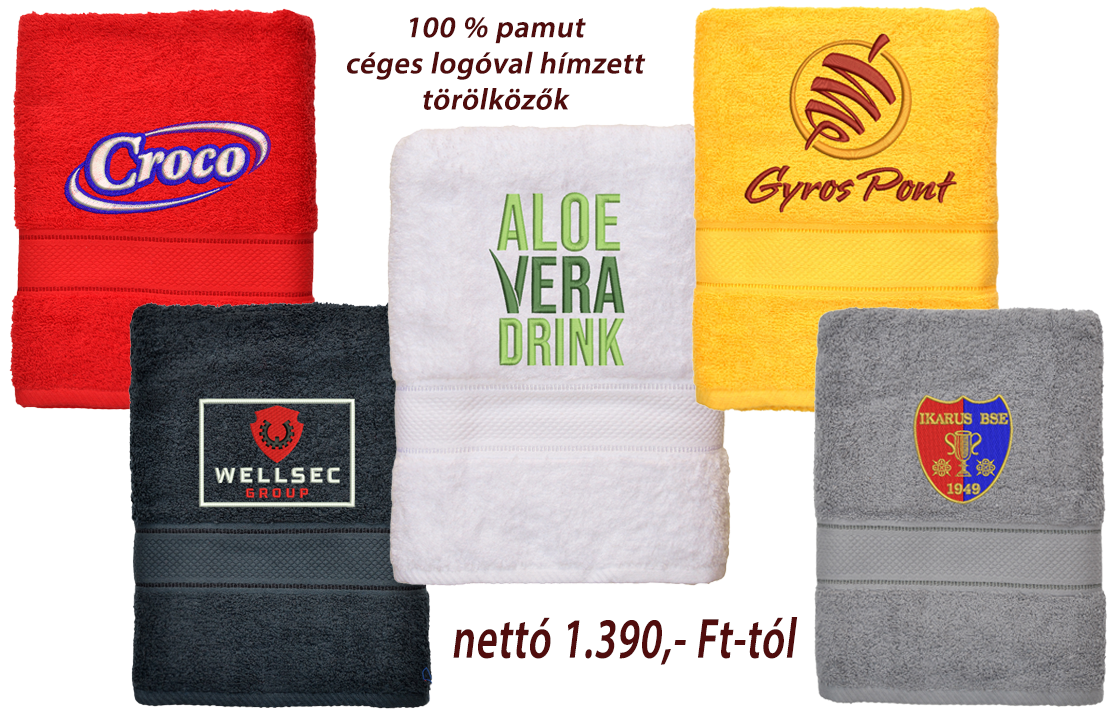 100 % pamut
céges logóval hímzett
törölközők
Croco
Gyros Pont
ALOE
VERA
DRINK
WELLSEC
GROUP
IKARUS BSE
1949
nettó 1.390,- Ft-tól